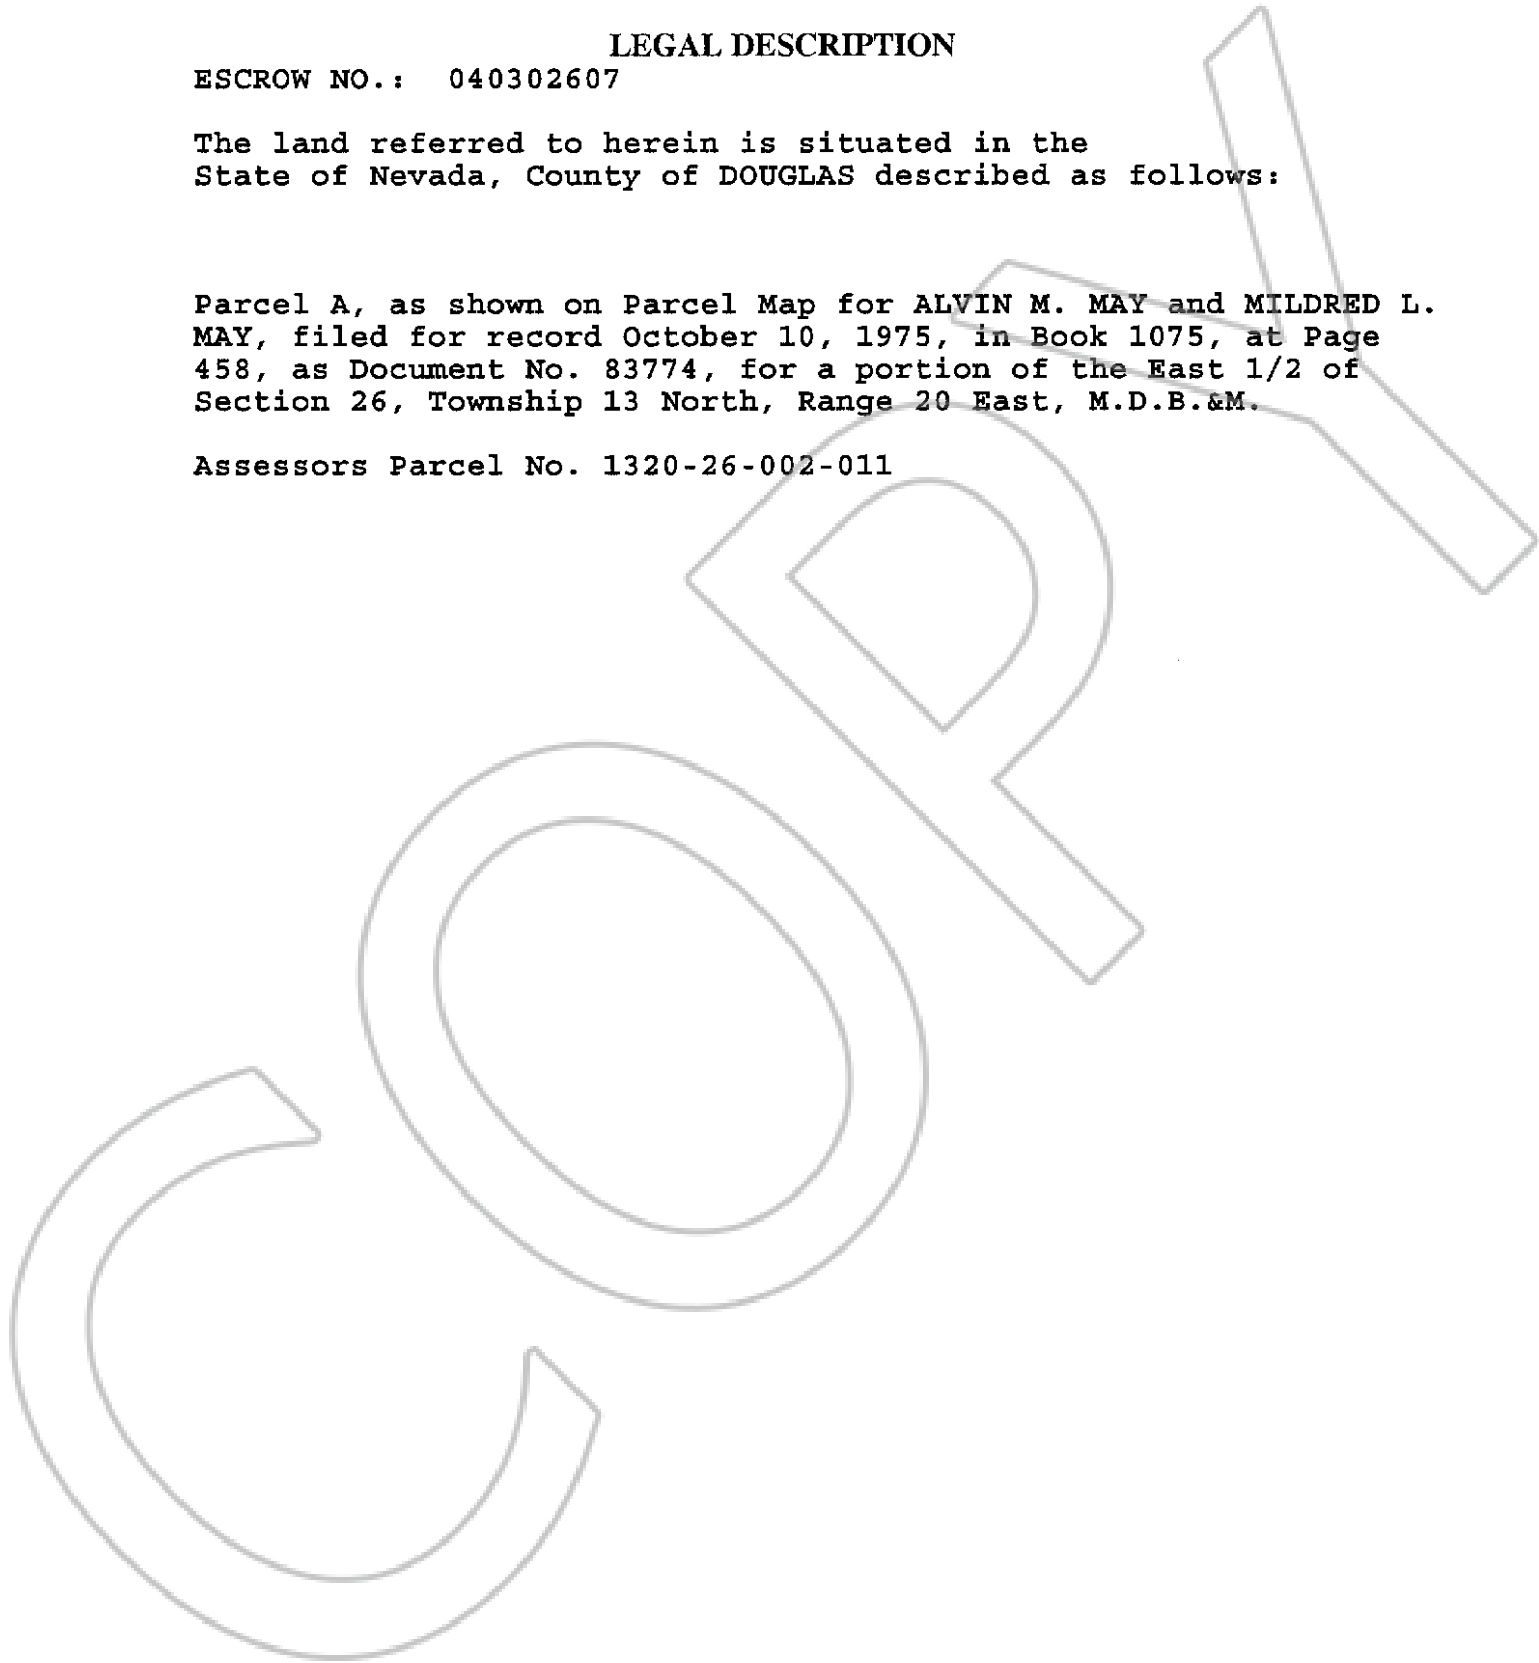 LEGAL DESCRIPTION
ESCROW NO.: 040302607
The land referred to herein is situated in the
State of Nevada, County of DOUGLAS described as follows:
Parcel A, as shown on Parcel Map for ALVIN M. MAY and MILDRED L.
MAY, filed for record October 10, 1975, in Book 1075, at Page
458, as Document No. 83774, for a portion of the East 1/2 of
Section 26, Township 13 North, Range 20 East, M.D.B.&M.
Assessors Parcel No. 1320-26-002-011
COPY